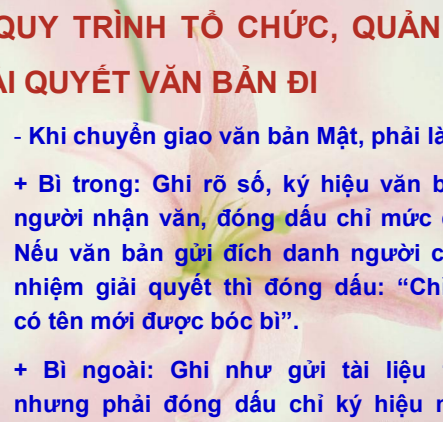 QUY TRÌNH TỔ CHỨC, QUẢN
QUYẾT VĂN BẢN ĐI
- Khi chuyển giao văn bản Mật, phải
+ Bì trong: Ghi rõ số, ký hiệu văn
người nhận văn, đóng dấu chỉ mức
Nếu văn bản gửi đích danh người
nhiệm giải quyết thì đóng dấu:
có tên mới được bóc bì”.
+ Bì ngoài: Ghi như gửi tài liệu
nhưng phải đóng dấu chỉ ký hiệu